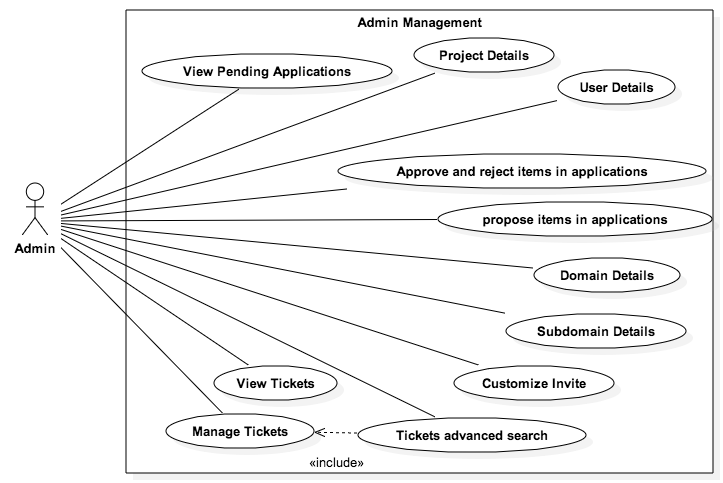 Admin Management
Project Details
View Pending Applications
User Details
Approve and reject items in applications
propose items in applications
Admin
Domain Details
Subdomain Details
View Tickets
Customize Invite
Manage Tickets
Tickets advanced search
«include»